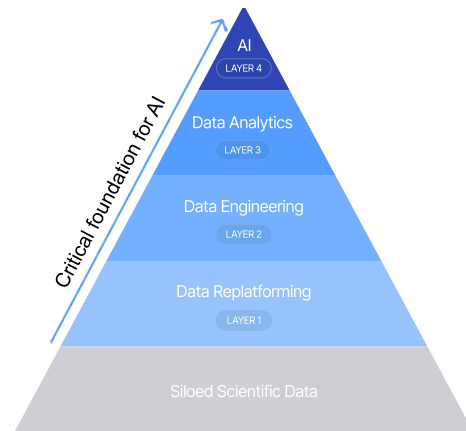 AI
LAYER 4
Data Analytics
LAYER 3
Data Engineering
LAYER 2
Data Replatforming
LAYER 1
Siloed Scientific Data
Critical foundation for AI